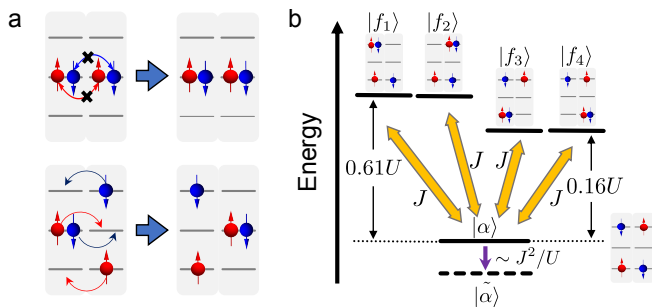 a
b
Energy
|f₁⟩
|f₂⟩
|f₃⟩
|f₄⟩
0.61U
J
J
J
J
0.16U
|α⟩
~ J²/U
|α̃⟩